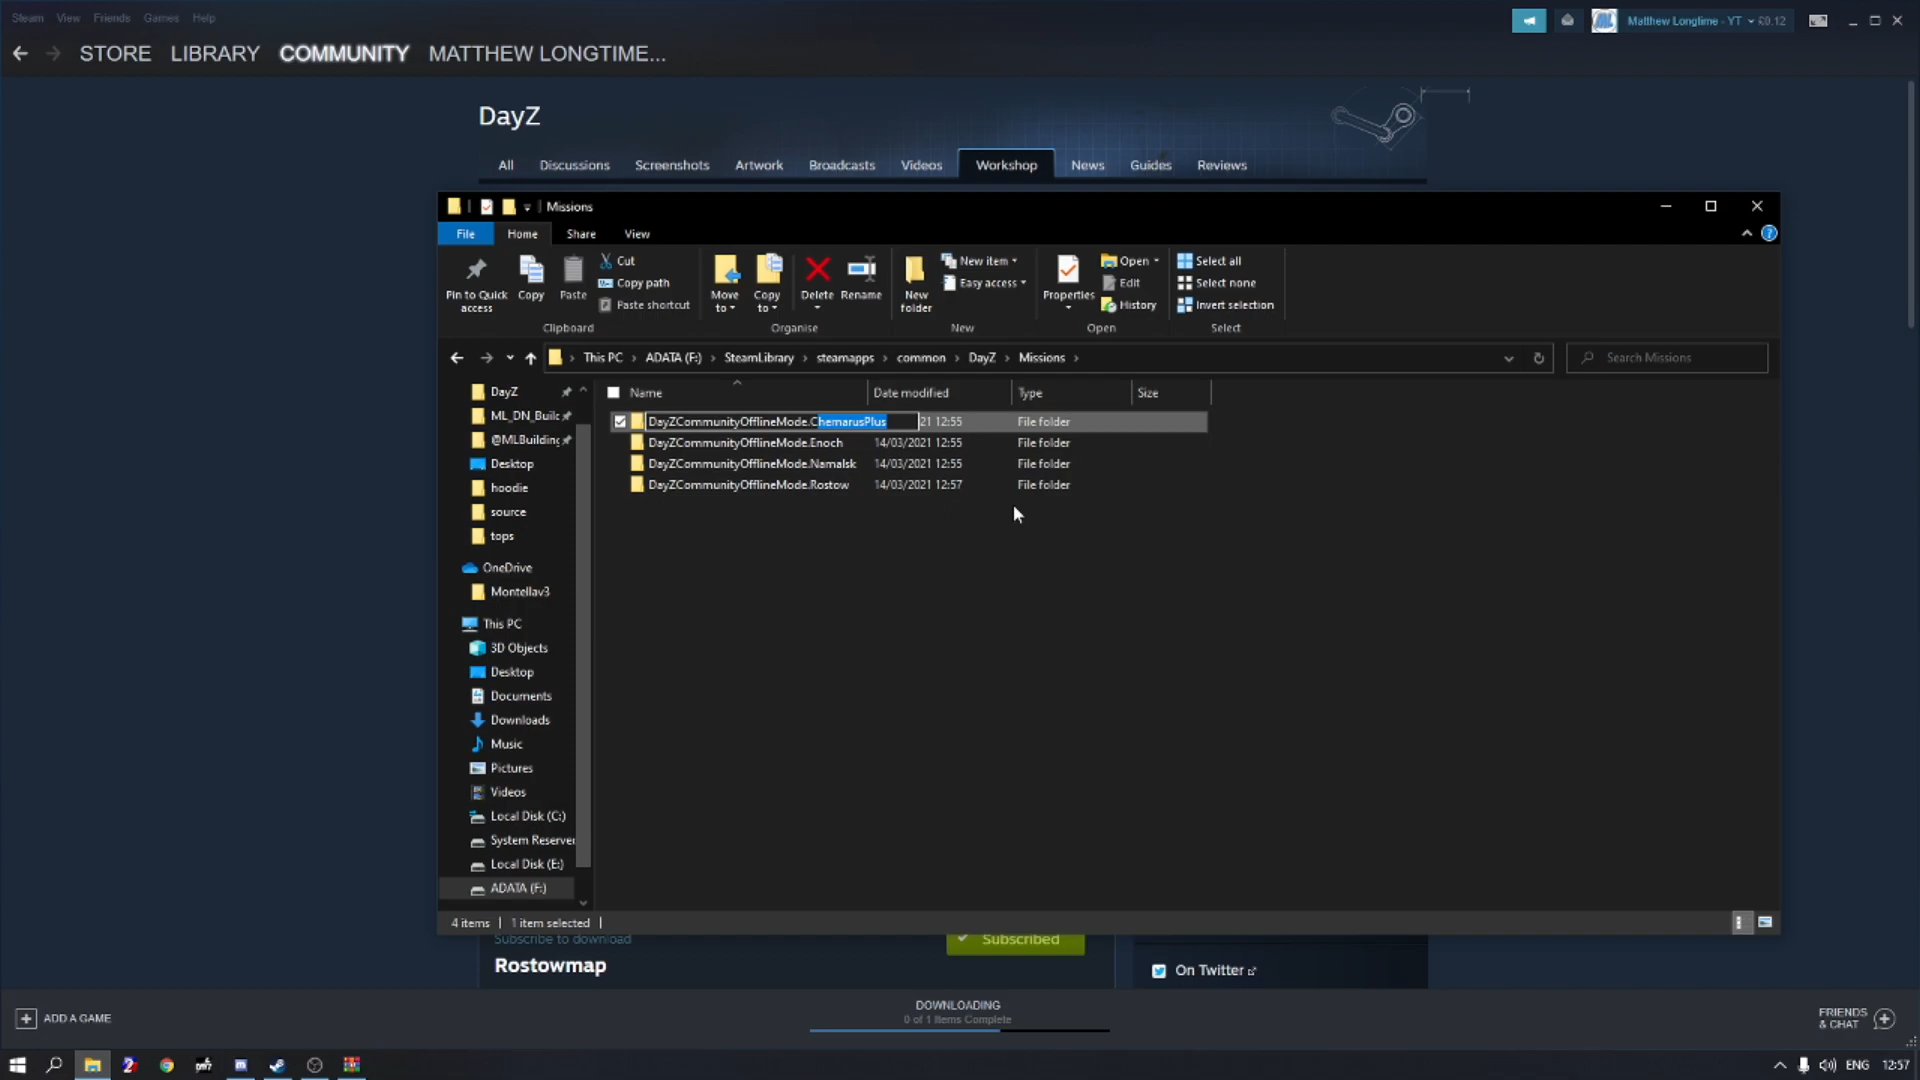 Steam View Friends Games Help
Matthew Longtime - YT £0.12
STORE LIBRARY COMMUNITY MATTHEW LONGTIME...
DayZ
All Discussions Screenshots Artwork Broadcasts Videos Workshop News Guides Reviews
Missions
File Home Share View
Pin to Quick access
Copy
Paste
Cut
Copy path
Paste shortcut
Move to
Copy to
Delete
Rename
New folder
New item
Easy access
Properties
Open
Edit
History
Select all
Select none
Invert selection
Clipboard Organise New Open Select
This PC › ADATA (F:) › SteamLibrary › steamapps › common › DayZ › Missions ›
Search Missions
Name Date modified Type Size
DayZCommunityOfflineMode.ChernarusPlus 21 12:55 File folder
DayZCommunityOfflineMode.Enoch 14/03/2021 12:55 File folder
DayZCommunityOfflineMode.Namalsk 14/03/2021 12:55 File folder
DayZCommunityOfflineMode.Rostow 14/03/2021 12:57 File folder
DayZ
ML_DN_Builc
@MLBuilding
Desktop
hoodie
source
tops
OneDrive
Montellav3
This PC
3D Objects
Desktop
Documents
Downloads
Music
Pictures
Videos
Local Disk (C:)
System Reserve
Local Disk (E:)
ADATA (F:)
4 items 1 item selected
Subscribe to download
Rostowmap
Subscribed
On Twitter
ADD A GAME
DOWNLOADING
0 of 1 Items Complete
FRIENDS & CHAT
ENG 12:57